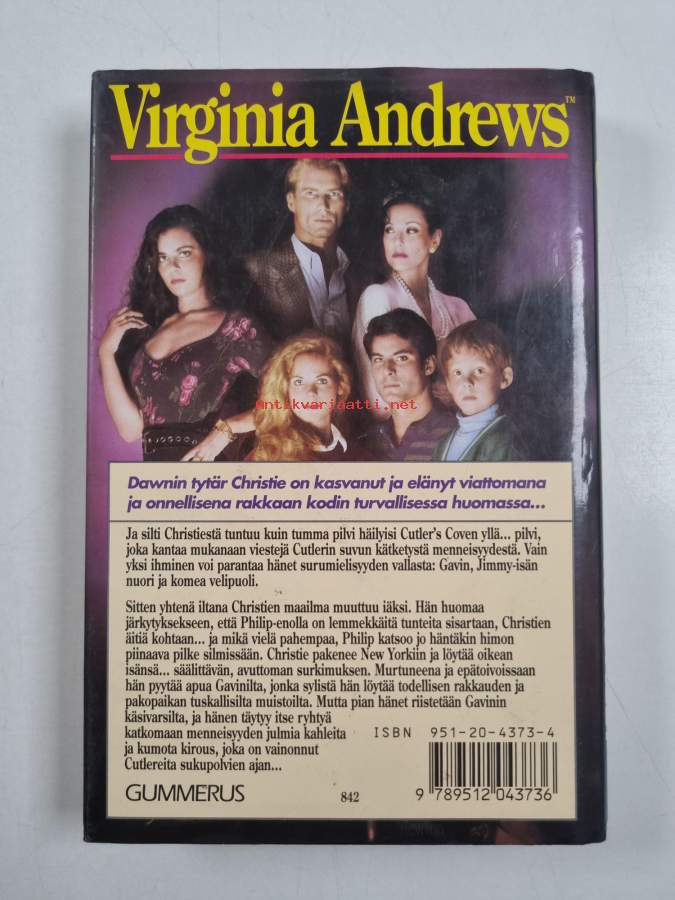 Virginia Andrews™
Antikvariaatti.net
Dawnin tytär Christie on kasvanut ja elänyt viattomana
ja onnellisena rakkaan kodin turvallisessa huomassa...
Ja silti Christiestä tuntuu kuin tumma pilvi häilyisi Cutler's Coven yllä... pilvi,
joka kantaa mukanaan viestejä Cutlerin suvun kätketystä menneisyydestä. Vain
yksi ihminen voi parantaa hänet surumielisyyden vallasta: Gavin, Jimmy-isän
nuori ja komea velipuoli.
Sitten yhtenä iltana Christien maailma muuttuu iäksi. Hän huomaa
järkytyksekseen, että Philip-enolla on lemmekkäitä tunteita sisartaan, Christien
äitiä kohtaan... ja mikä vielä pahempaa, Philip katsoo jo häntäkin himon
piinaava pilke silmissään. Christie pakenee New Yorkiin ja löytää oikean
isänsä... säälittävän, avuttoman surkimuksen. Murtuneena ja epätoivoissaan
hän pyytää apua Gavinilta, jonka sylistä hän löytää todellisen rakkauden ja
pakopaikan tuskallisilta muistoilta. Mutta pian hänet riistetään Gavinin
käsivarsilta, ja hänen täytyy itse ryhtyä
katkomaan menneisyyden julmia kahleita
ja kumota kirous, joka on vainonnut
Cutlereita sukupolvien ajan...
ISBN 951-20-4373-4
9 789512 043736
GUMMERUS
842